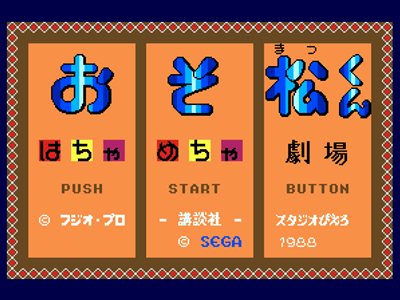 まつ
おそ松くん
はちゃめちゃ劇場
PUSH START BUTTON
© フジオ・プロ - 講談社 - スタジオぴえろ
© SEGA 1988